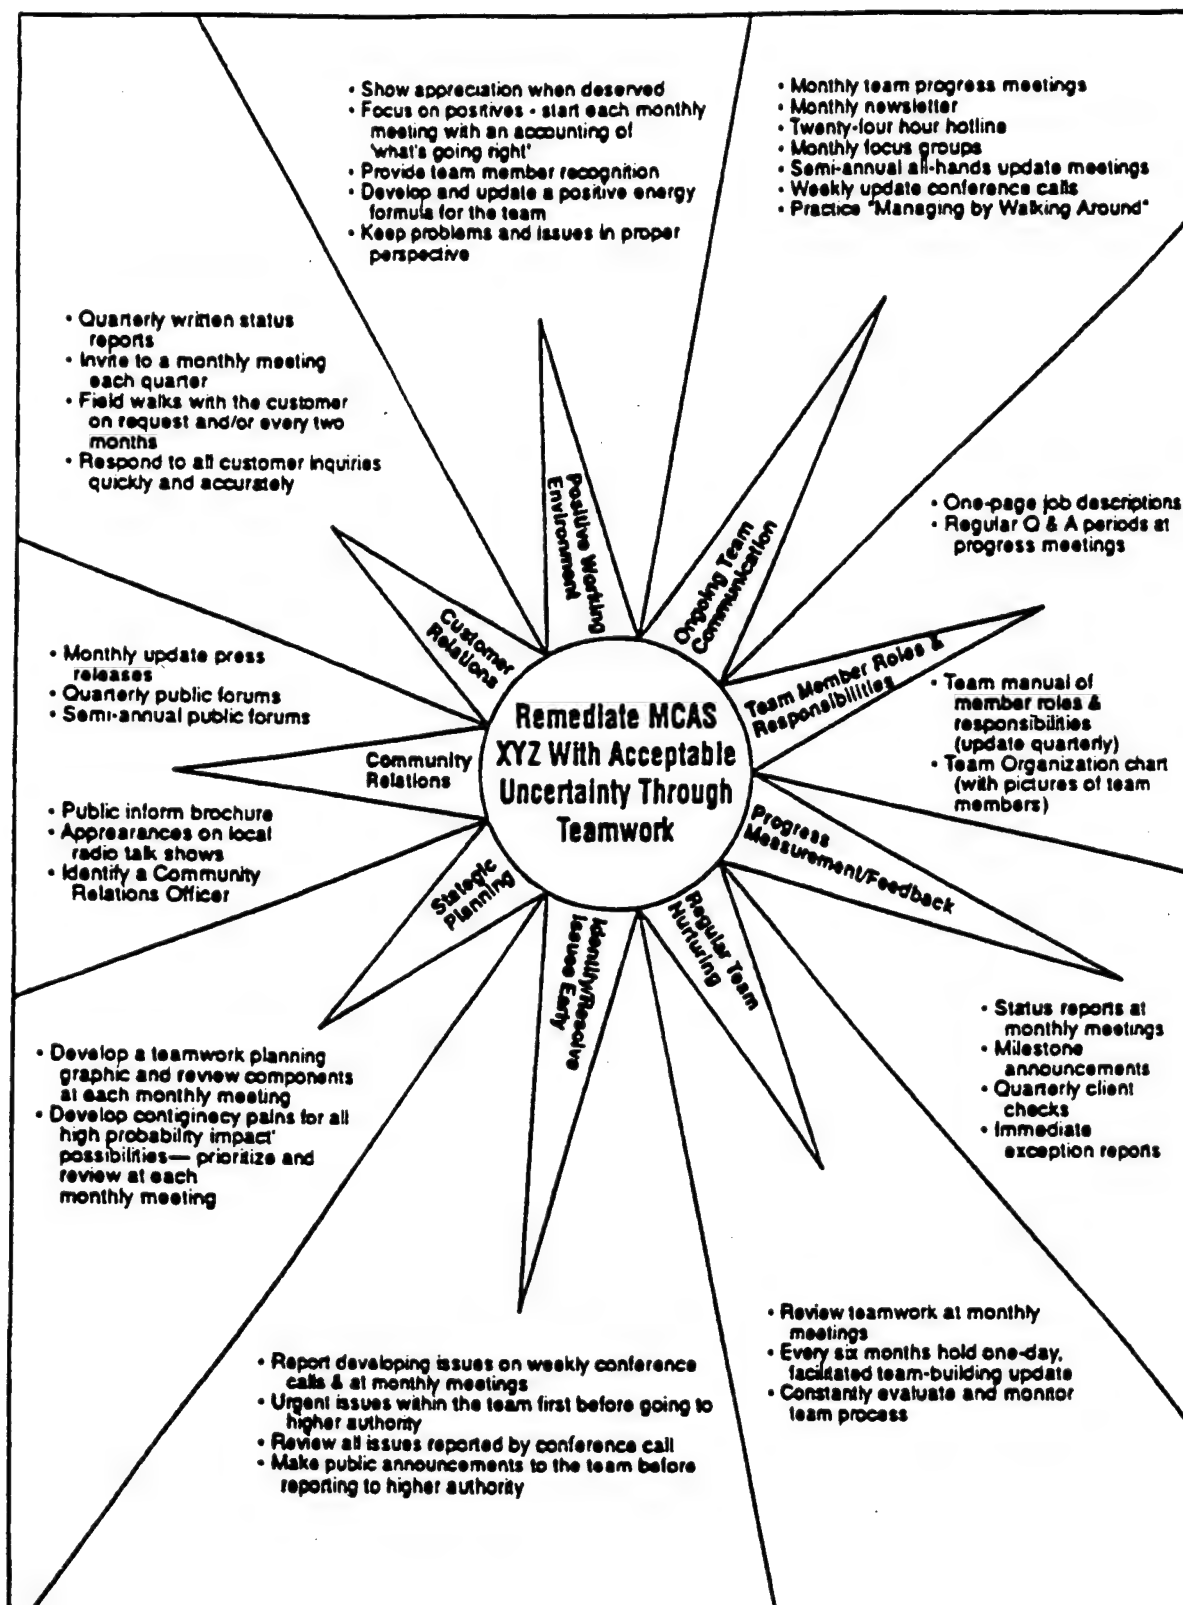 • Show appreciation when deserved
• Focus on positives - start each monthly
meeting with an accounting of
'what's going right'
• Provide team member recognition
• Develop and update a positive energy
formula for the team
• Keep problems and issues in proper
perspective
• Monthly team progress meetings
• Monthly newsletter
• Twenty-four hour hotline
• Monthly focus groups
• Semi-annual all-hands update meetings
• Weekly update conference calls
• Practice "Managing by Walking Around"
• Quarterly written status
reports
• Invite to a monthly meeting
each quarter
• Field walks with the customer
on request and/or every two
months
• Respond to all customer inquiries
quickly and accurately
• One-page job descriptions
• Regular Q & A periods at
progress meetings
Positive Working
Environment
Ongoing Team
Communication
Customer
Relations
Team Member Roles &
Responsibilities
• Monthly update press
releases
• Quarterly public forums
• Semi-annual public forums
• Team manual of
member roles &
responsibilities
(update quarterly)
• Team Organization chart
(with pictures of team
members)
Remediate MCAS
XYZ With Acceptable
Uncertainty Through
Teamwork
Community
Relations
• Public inform brochure
• Apprearances on local
radio talk shows
• Identify a Community
Relations Officer
Progress
Measurement/Feedback
Stategic
Planning
Identify/Resolve
Issues Early
Regular Team
Nurturing
• Status reports at
monthly meetings
• Milestone
announcements
• Quarterly client
checks
• Immediate
exception reports
• Develop a teamwork planning
graphic and review components
at each monthly meeting
• Develop contiginecy palns for all
high probability impact'
possibilities— prioritize and
review at each
monthly meeting
• Review teamwork at monthly
meetings
• Every six months hold one-day,
facilitated team-building update
• Constantly evaluate and monitor
team process
• Report developing issues on weekly conference
calls & at monthly meetings
• Urgent issues within the team first before going to
higher authority
• Review all issues reported by conference call
• Make public announcements to the team before
reporting to higher authority